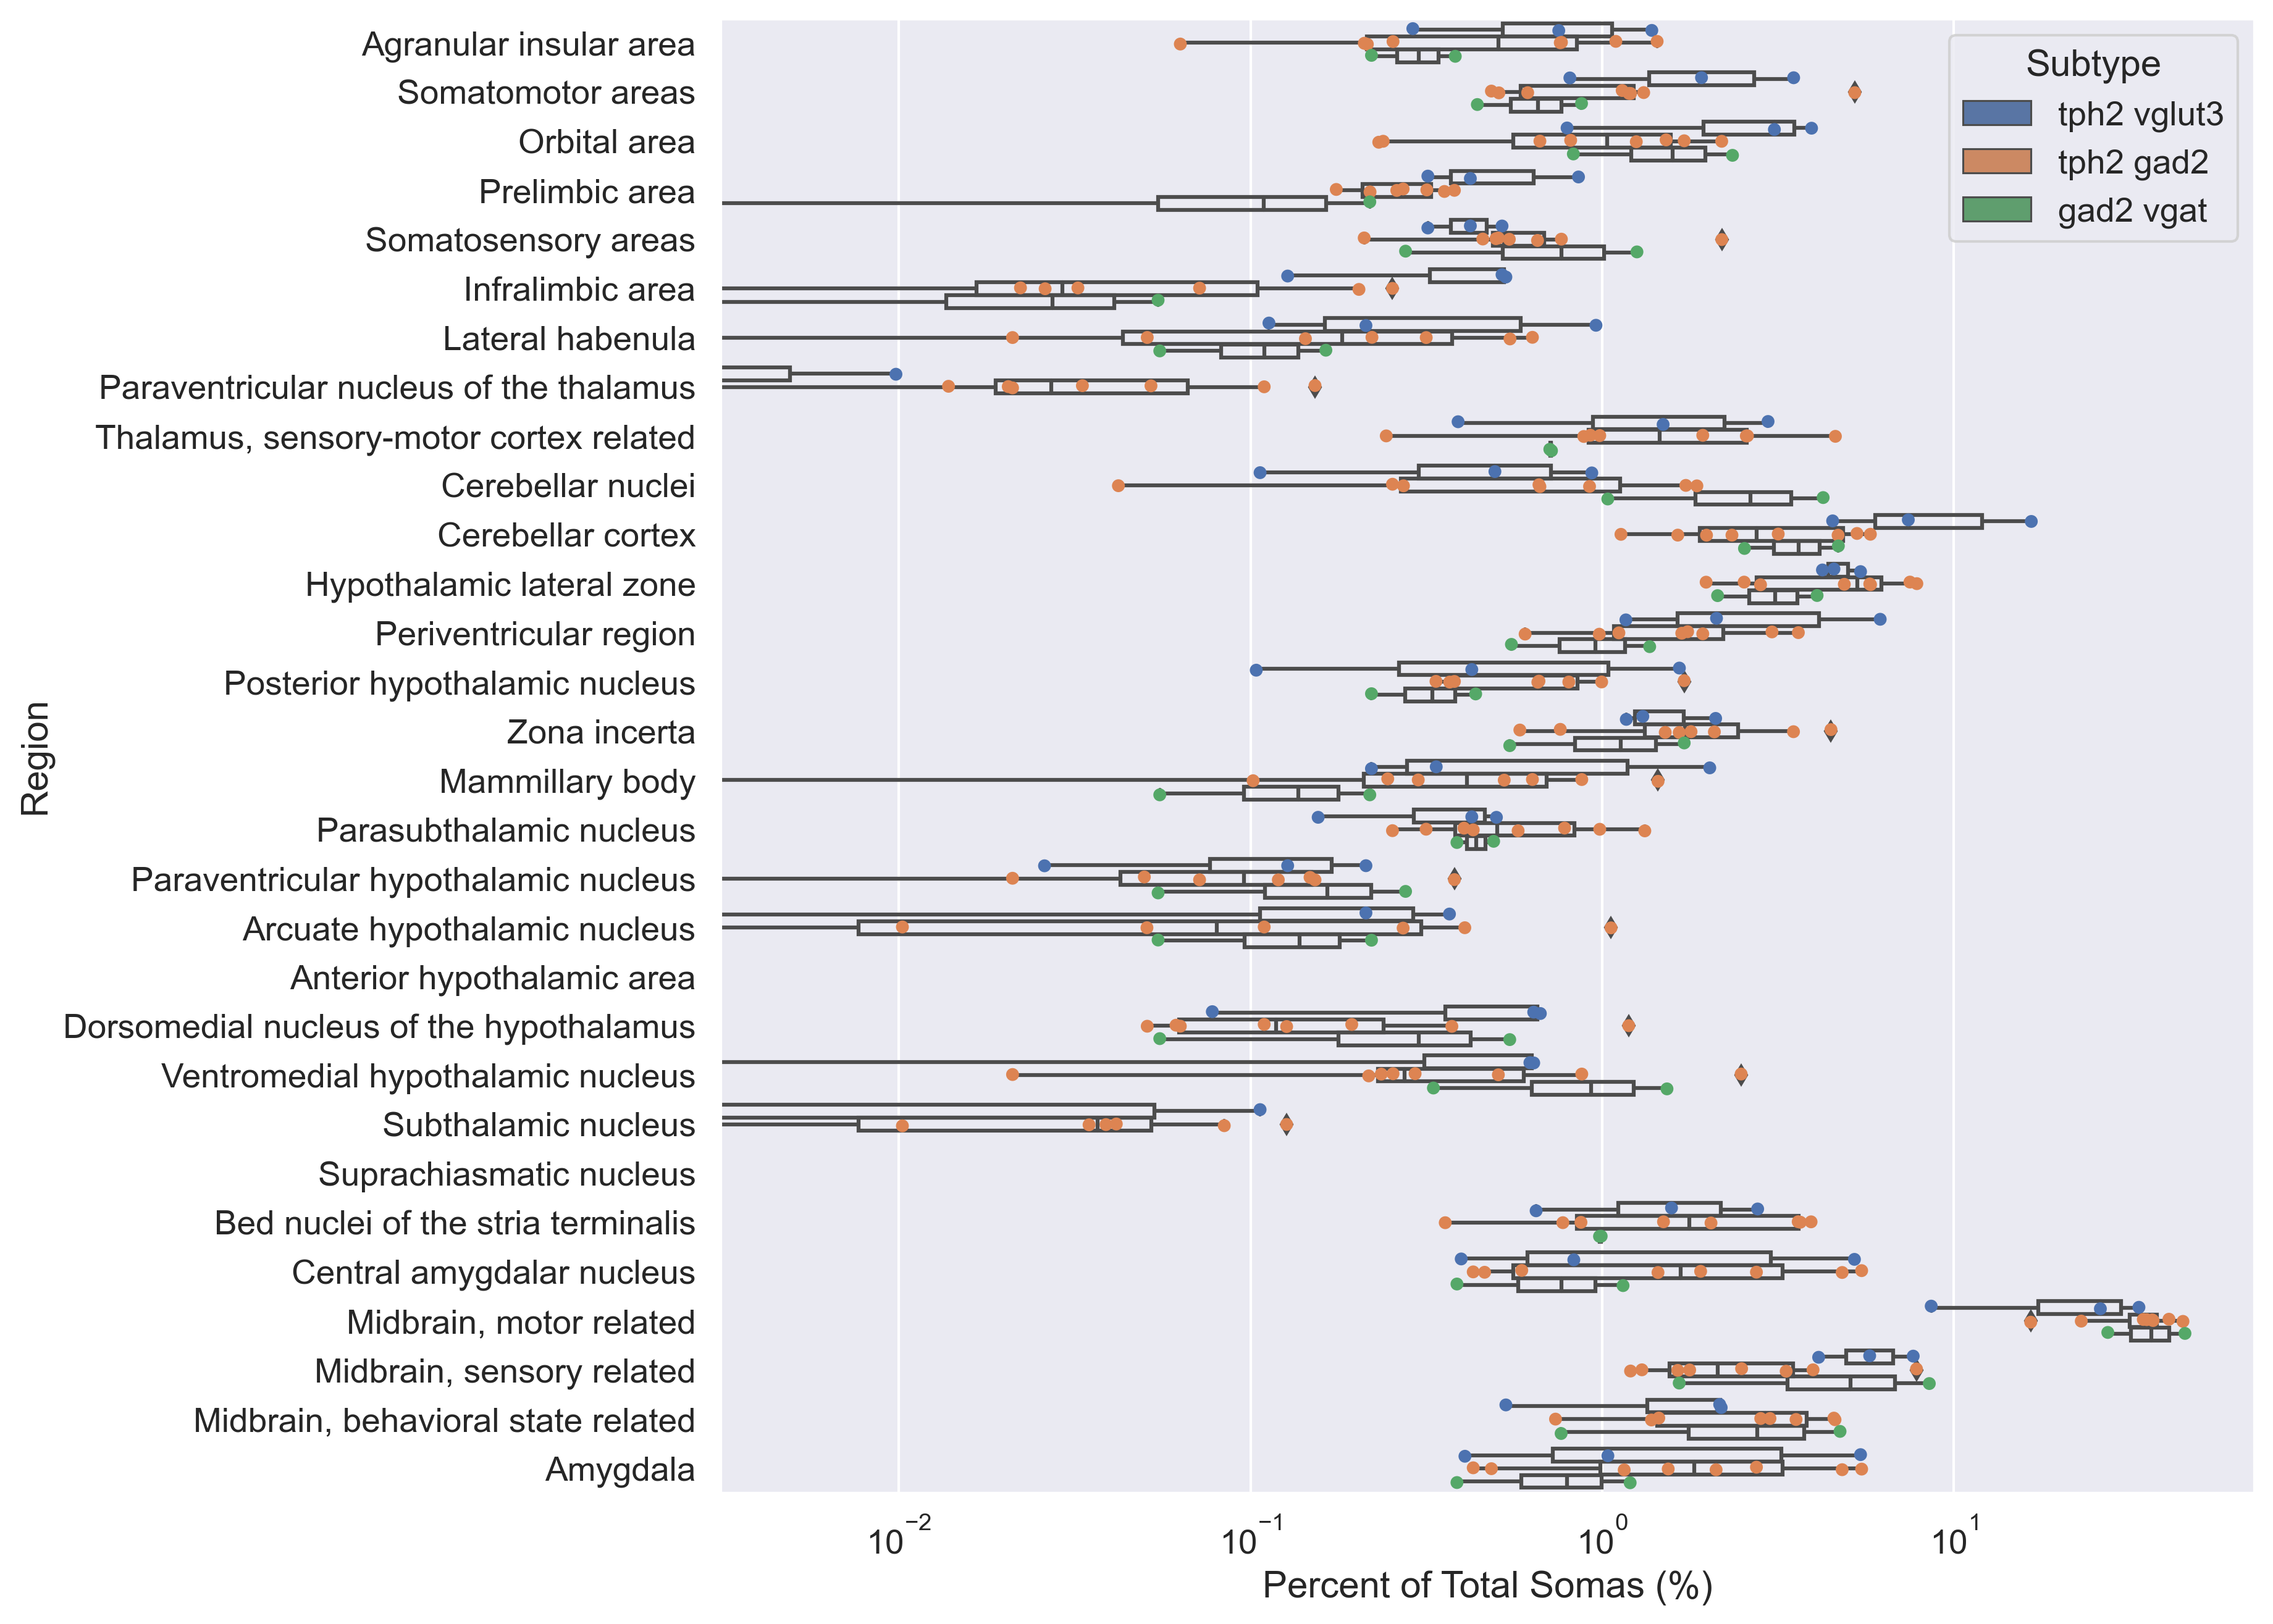 Agranular insular area
Somatomotor areas
Orbital area
Prelimbic area
Somatosensory areas
Infralimbic area
Lateral habenula
Paraventricular nucleus of the thalamus
Thalamus, sensory-motor cortex related
Cerebellar nuclei
Cerebellar cortex
Hypothalamic lateral zone
Periventricular region
Posterior hypothalamic nucleus
Zona incerta
Mammillary body
Parasubthalamic nucleus
Paraventricular hypothalamic nucleus
Arcuate hypothalamic nucleus
Anterior hypothalamic area
Dorsomedial nucleus of the hypothalamus
Ventromedial hypothalamic nucleus
Subthalamic nucleus
Suprachiasmatic nucleus
Bed nuclei of the stria terminalis
Central amygdalar nucleus
Midbrain, motor related
Midbrain, sensory related
Midbrain, behavioral state related
Amygdala
Region
Subtype
tph2 vglut3
tph2 gad2
gad2 vgat
10⁻² 10⁻¹ 10⁰ 10¹
Percent of Total Somas (%)